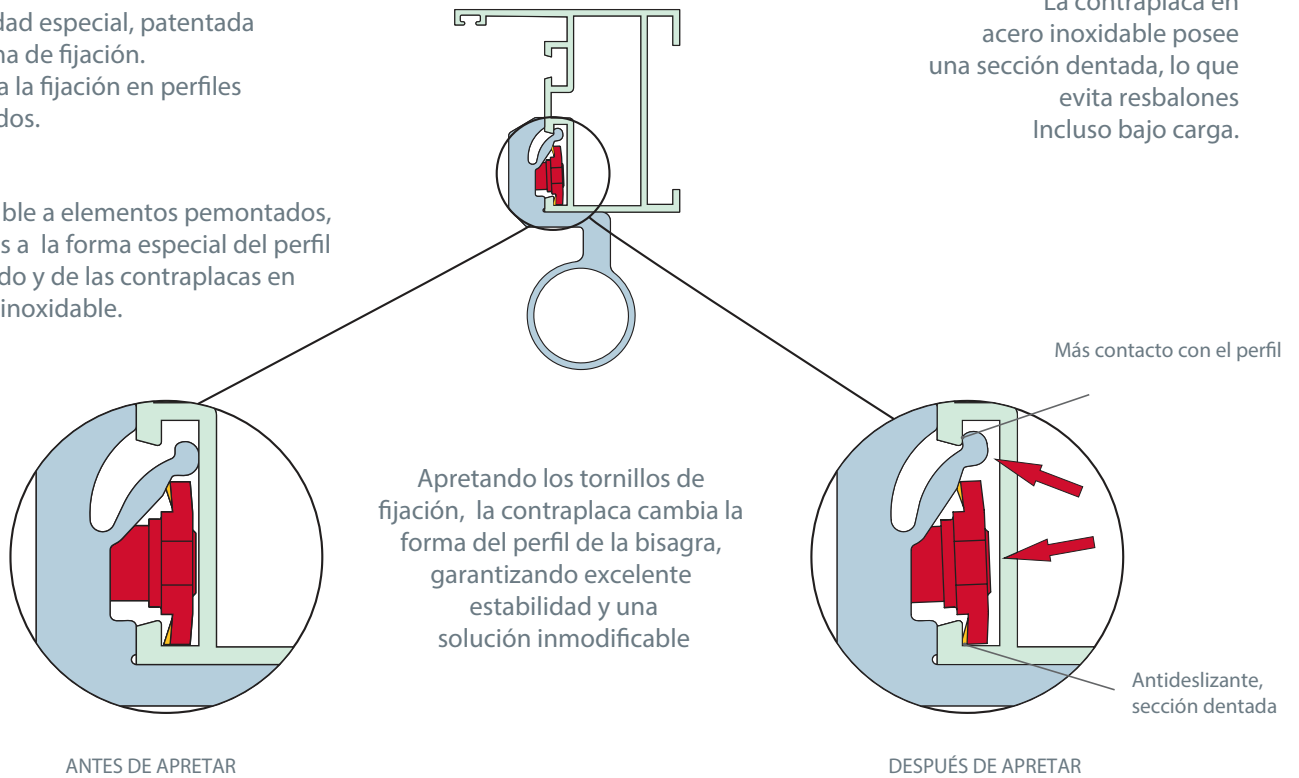 dad especial, patentada
na de fijación.
a la fijación en perfiles
dos.
ble a elementos pemontados,
s a la forma especial del perfil
do y de las contraplacas en
inoxidable.
La contraplaca en
acero inoxidable posee
una sección dentada, lo que
evita resbalones
Incluso bajo carga.
Más contacto con el perfil
Apretando los tornillos de
fijación, la contraplaca cambia la
forma del perfil de la bisagra,
garantizando excelente
estabilidad y una
solución inmodificable
Antideslizante,
sección dentada
ANTES DE APRETAR
DESPUÉS DE APRETAR